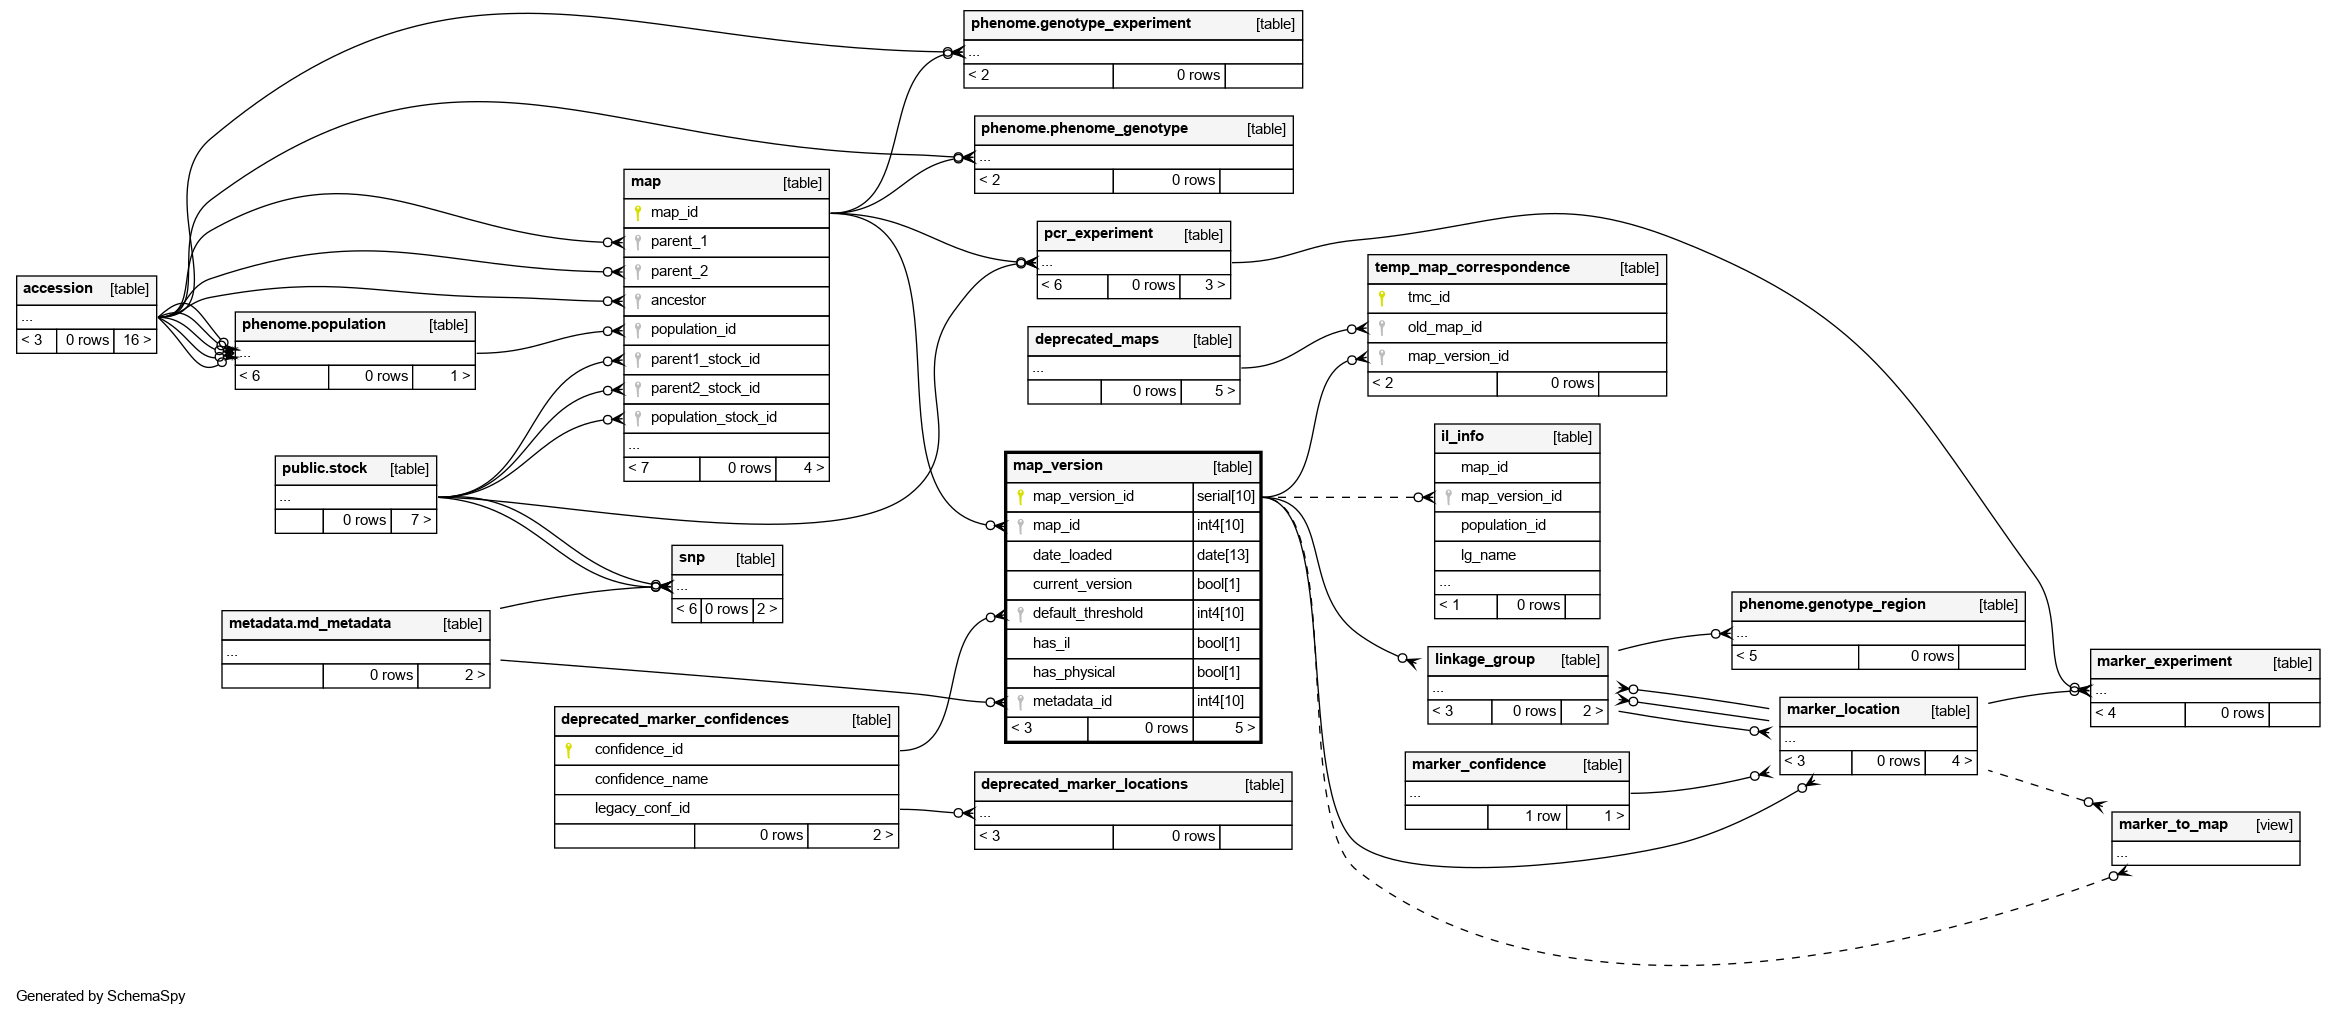 phenome.genotype_experiment [table]
...
< 2 0 rows
phenome.phenome_genotype [table]
...
< 2 0 rows
map [table]
map_id
parent_1
parent_2
ancestor
population_id
parent1_stock_id
parent2_stock_id
population_stock_id
...
< 7 0 rows 4 >
pcr_experiment [table]
...
< 6 0 rows 3 >
temp_map_correspondence [table]
tmc_id
old_map_id
map_version_id
< 2 0 rows
accession [table]
...
< 3 0 rows 16 >
phenome.population [table]
...
< 6 0 rows 1 >
deprecated_maps [table]
...
0 rows 5 >
il_info [table]
map_id
map_version_id
population_id
lg_name
...
< 1 0 rows
public.stock [table]
...
0 rows 7 >
map_version [table]
map_version_id serial[10]
map_id int4[10]
date_loaded date[13]
current_version bool[1]
default_threshold int4[10]
has_il bool[1]
has_physical bool[1]
metadata_id int4[10]
< 3 0 rows 5 >
snp [table]
...
< 6 0 rows 2 >
metadata.md_metadata [table]
...
0 rows 2 >
phenome.genotype_region [table]
...
< 5 0 rows
linkage_group [table]
...
< 3 0 rows 2 >
marker_experiment [table]
...
< 4 0 rows
marker_location [table]
...
< 3 0 rows 4 >
deprecated_marker_confidences [table]
confidence_id
confidence_name
legacy_conf_id
0 rows 2 >
deprecated_marker_locations [table]
...
< 3 0 rows
marker_confidence [table]
...
1 row 1 >
marker_to_map [view]
...
Generated by SchemaSpy